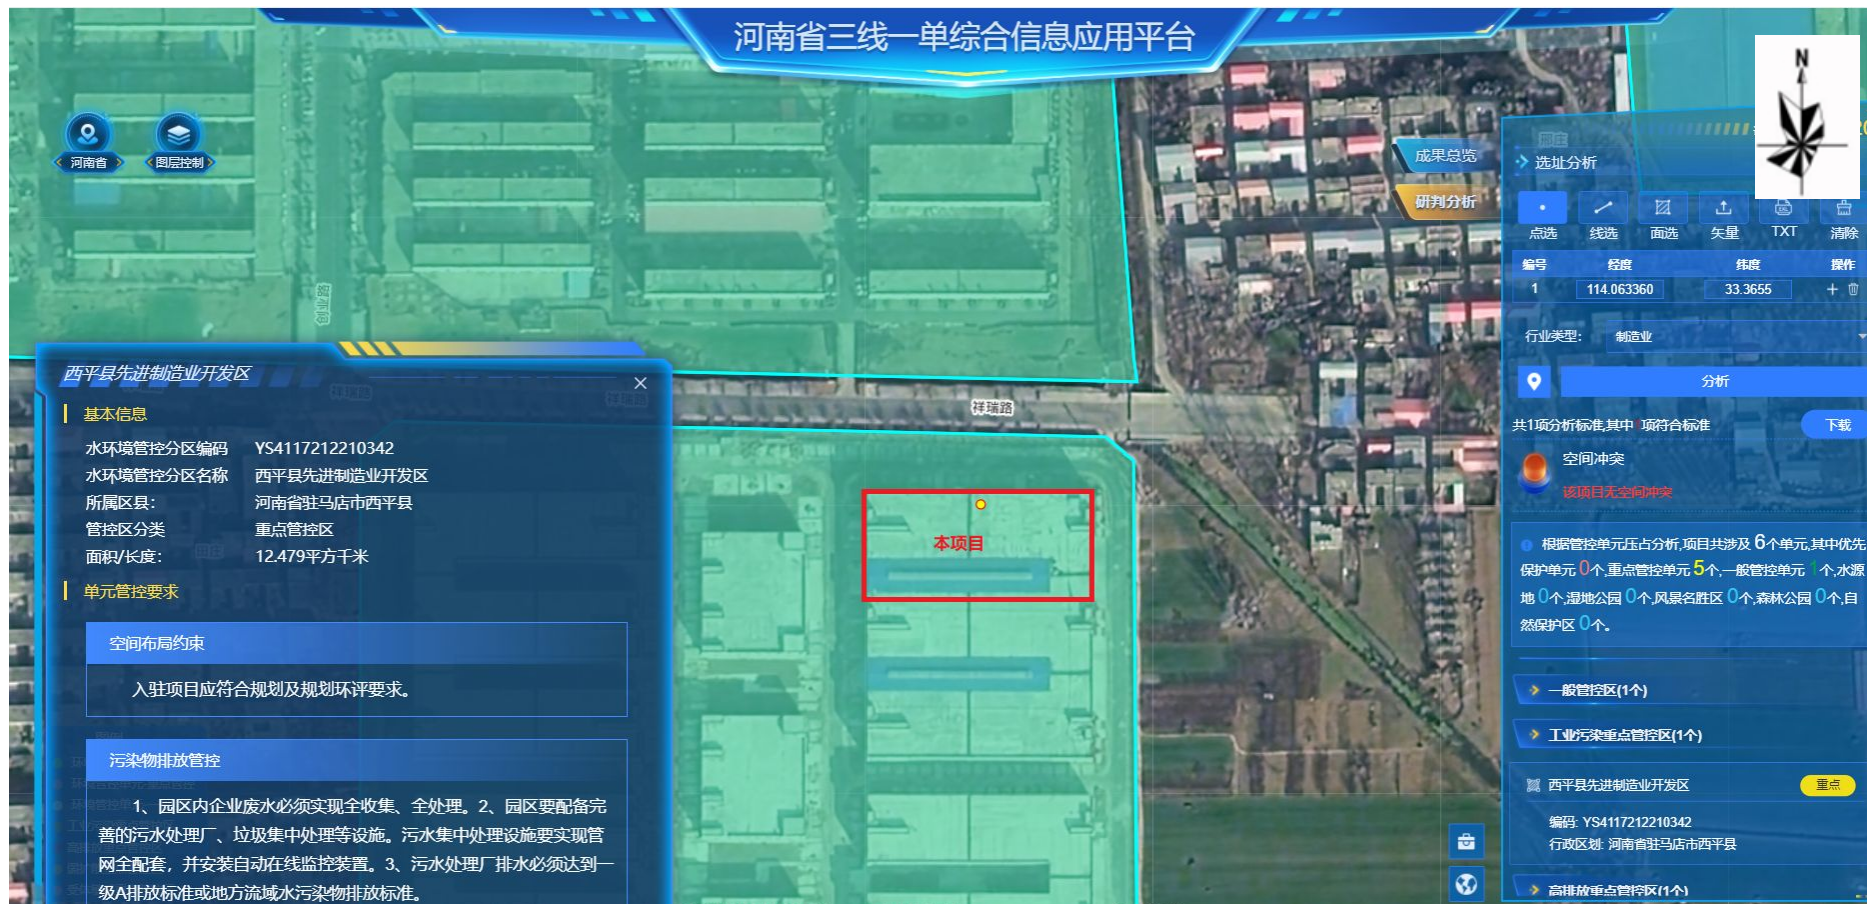 河南省三线一单综合信息应用平台
N
河南省
图层控制
成果总览
研判分析
祥瑞路
本项目
西平县先进制造业开发区
基本信息
水环境管控分区编码 YS4117212210342
水环境管控分区名称 西平县先进制造业开发区
所属区县: 河南省驻马店市西平县
管控区分类 重点管控区
面积/长度: 12.479平方千米
单元管控要求
空间布局约束
入驻项目应符合规划及规划环评要求。
污染物排放管控
1、园区内企业废水必须实现全收集、全处理。2、园区要配备完
善的污水处理厂、垃圾集中处理等设施。污水集中处理设施要实现管
网全配套，并安装自动在线监控装置。3、污水处理厂排水必须达到一
级A排放标准或地方流域水污染物排放标准。
选址分析
点选 线选 面选 矢量 TXT 清除
编号 经度 纬度 操作
1 114.063360 33.3655
行业类型: 制造业
分析
共1项分析标准,其中 项符合标准
下载
空间冲突
该项目无空间冲突
根据管控单元压占分析,项目共涉及 6个单元,其中优先
保护单元 0个,重点管控单元 5个,一般管控单元 1个,水源
地 0个,湿地公园 0个,风景名胜区 0个,森林公园 0个,自
然保护区 0个。
一般管控区(1个)
工业污染重点管控区(1个)
西平县先进制造业开发区 重点
编码: YS4117212210342
行政区划: 河南省驻马店市西平县
高排放重点管控区(1个)